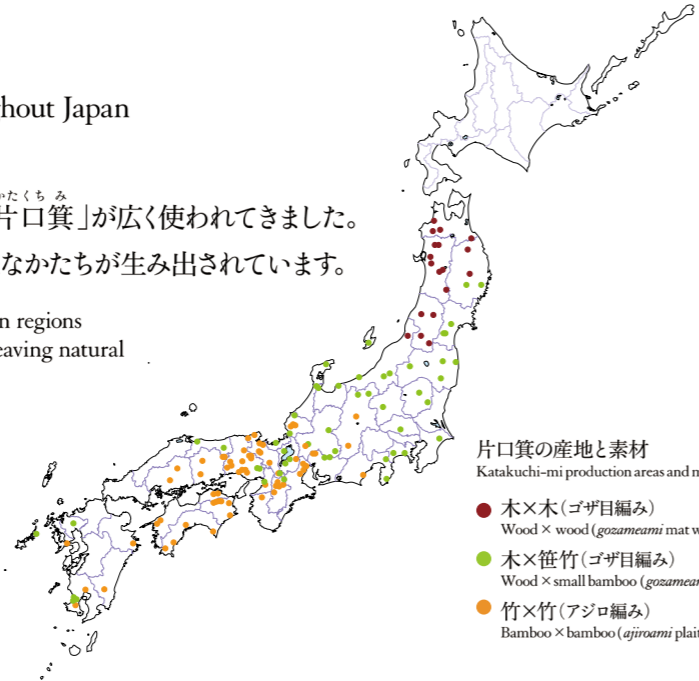 hout Japan
かたくち み
片口箕」が広く使われてきました。
なかたちが生み出されています。
n regions
eaving natural
片口箕の産地と素材
Katakuchi-mi production areas and m
木×木(ゴザ目編み)
Wood × wood (gozameami mat w
木×笹竹(ゴザ目編み)
Wood × small bamboo (gozamea
竹×竹(アジロ編み)
Bamboo × bamboo (ajiroami plait